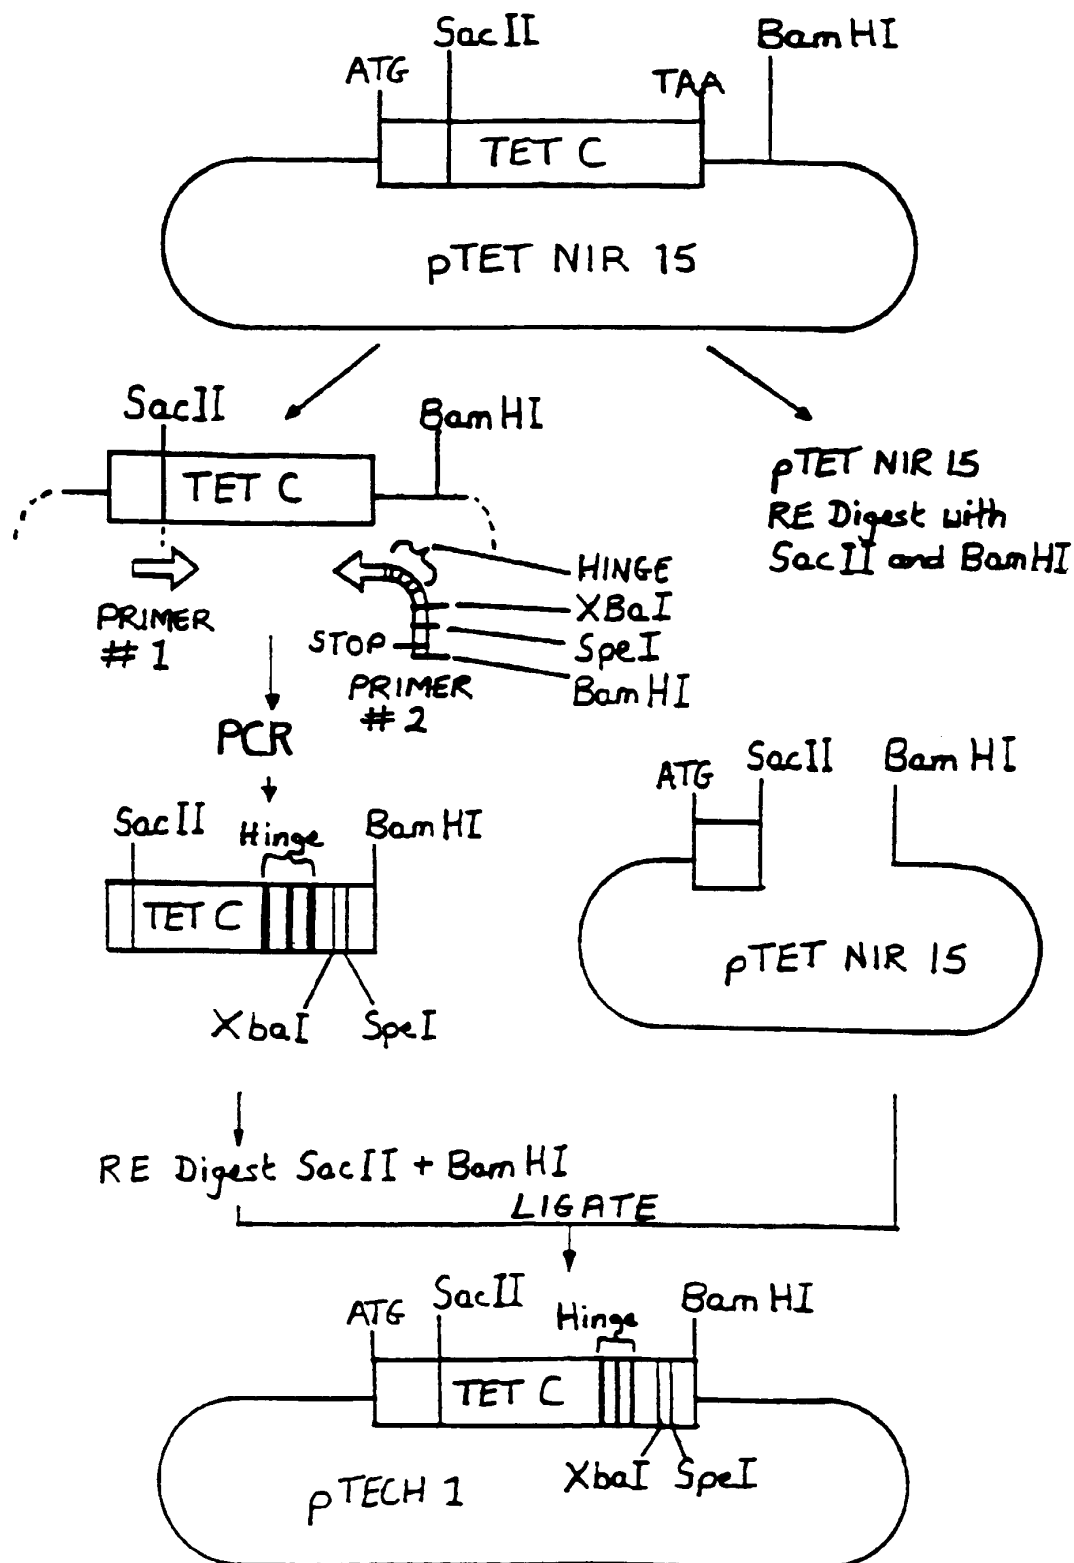 SacII
BamHI
ATG
TAA
TET C
pTET NIR 15
SacII
BamHI
TET C
pTET NIR 15
RE Digest with
SacII and BamHI
HINGE
XBaI
SpeI
BamHI
STOP
PRIMER
# 1
PRIMER
# 2
PCR
SacII
Hinge
BamHI
TET C
XbaI
SpeI
ATG
SacII
BamHI
pTET NIR 15
RE Digest SacII + BamHI
LIGATE
ATG
SacII
Hinge
BamHI
TET C
XbaI
SpeI
pTECH 1